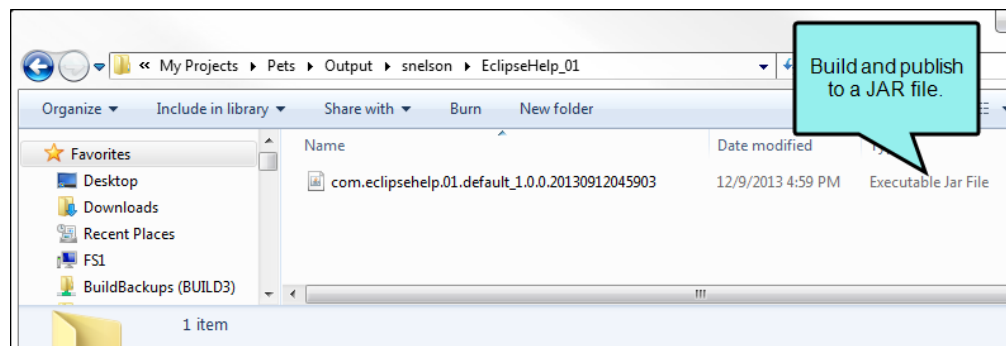 « My Projects ▸ Pets ▸ Output ▸ snelson ▸ EclipseHelp_01
Build and publish
to a JAR file.
Organize Include in library Share with Burn New folder
Favorites
Desktop
Downloads
Recent Places
FS1
BuildBackups (BUILD3)
Name Date modified
com.eclipsehelp.01.default_1.0.0.20130912045903 12/9/2013 4:59 PM Executable Jar File
1 item